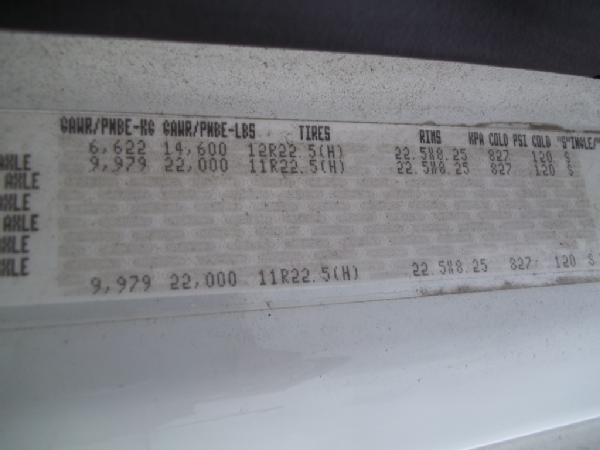 GAWR/PNBE-KG GAWR/PNBE-LBS TIRES RIMS KPA COLD PSI COLD "S"INGLE/"
6,622 14,600 12R22.5(H) 22.5X8.25 827 120 S
AXLE 9,979 22,000 11R22.5(H) 22.5X8.25 827 120 S
AXLE
AXLE
AXLE
AXLE
AXLE
9,979 22,000 11R22.5(H) 22.5X8.25 827 120 S